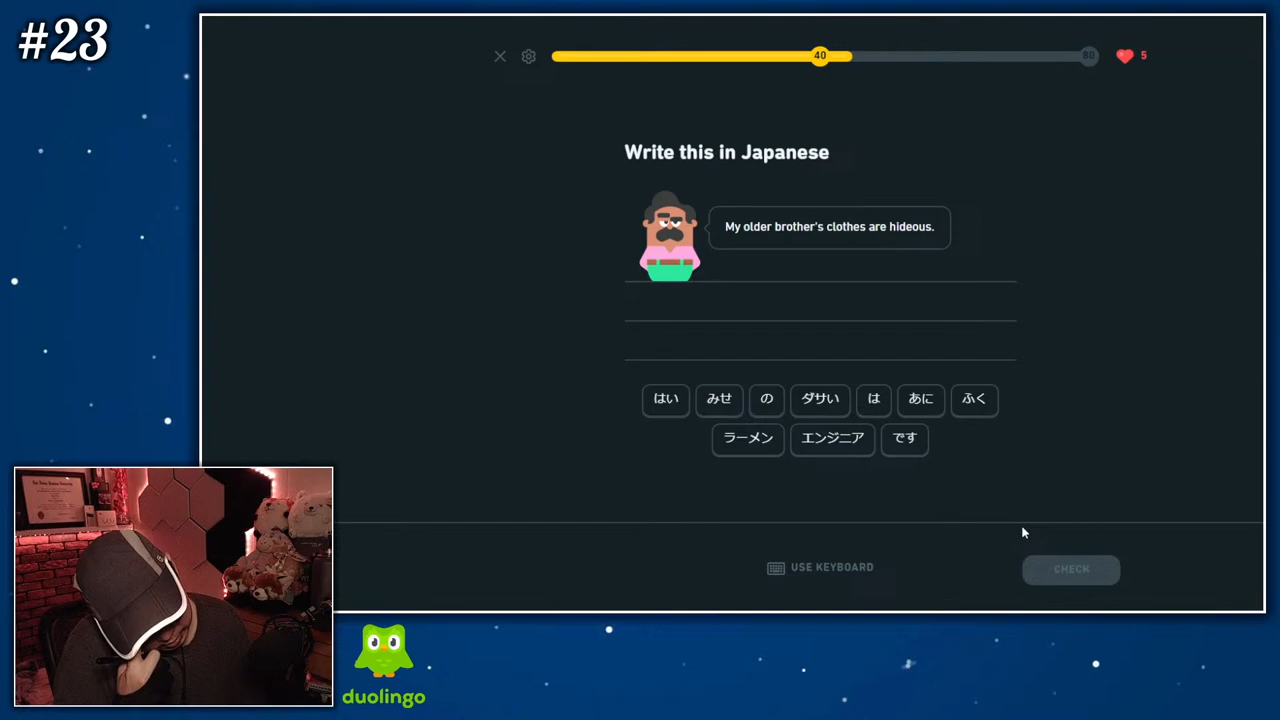 #23
40
80
5
Write this in Japanese
My older brother's clothes are hideous.
はい みせ の ダサい は あに ふく
ラーメン エンジニア です
USE KEYBOARD
CHECK
duolingo